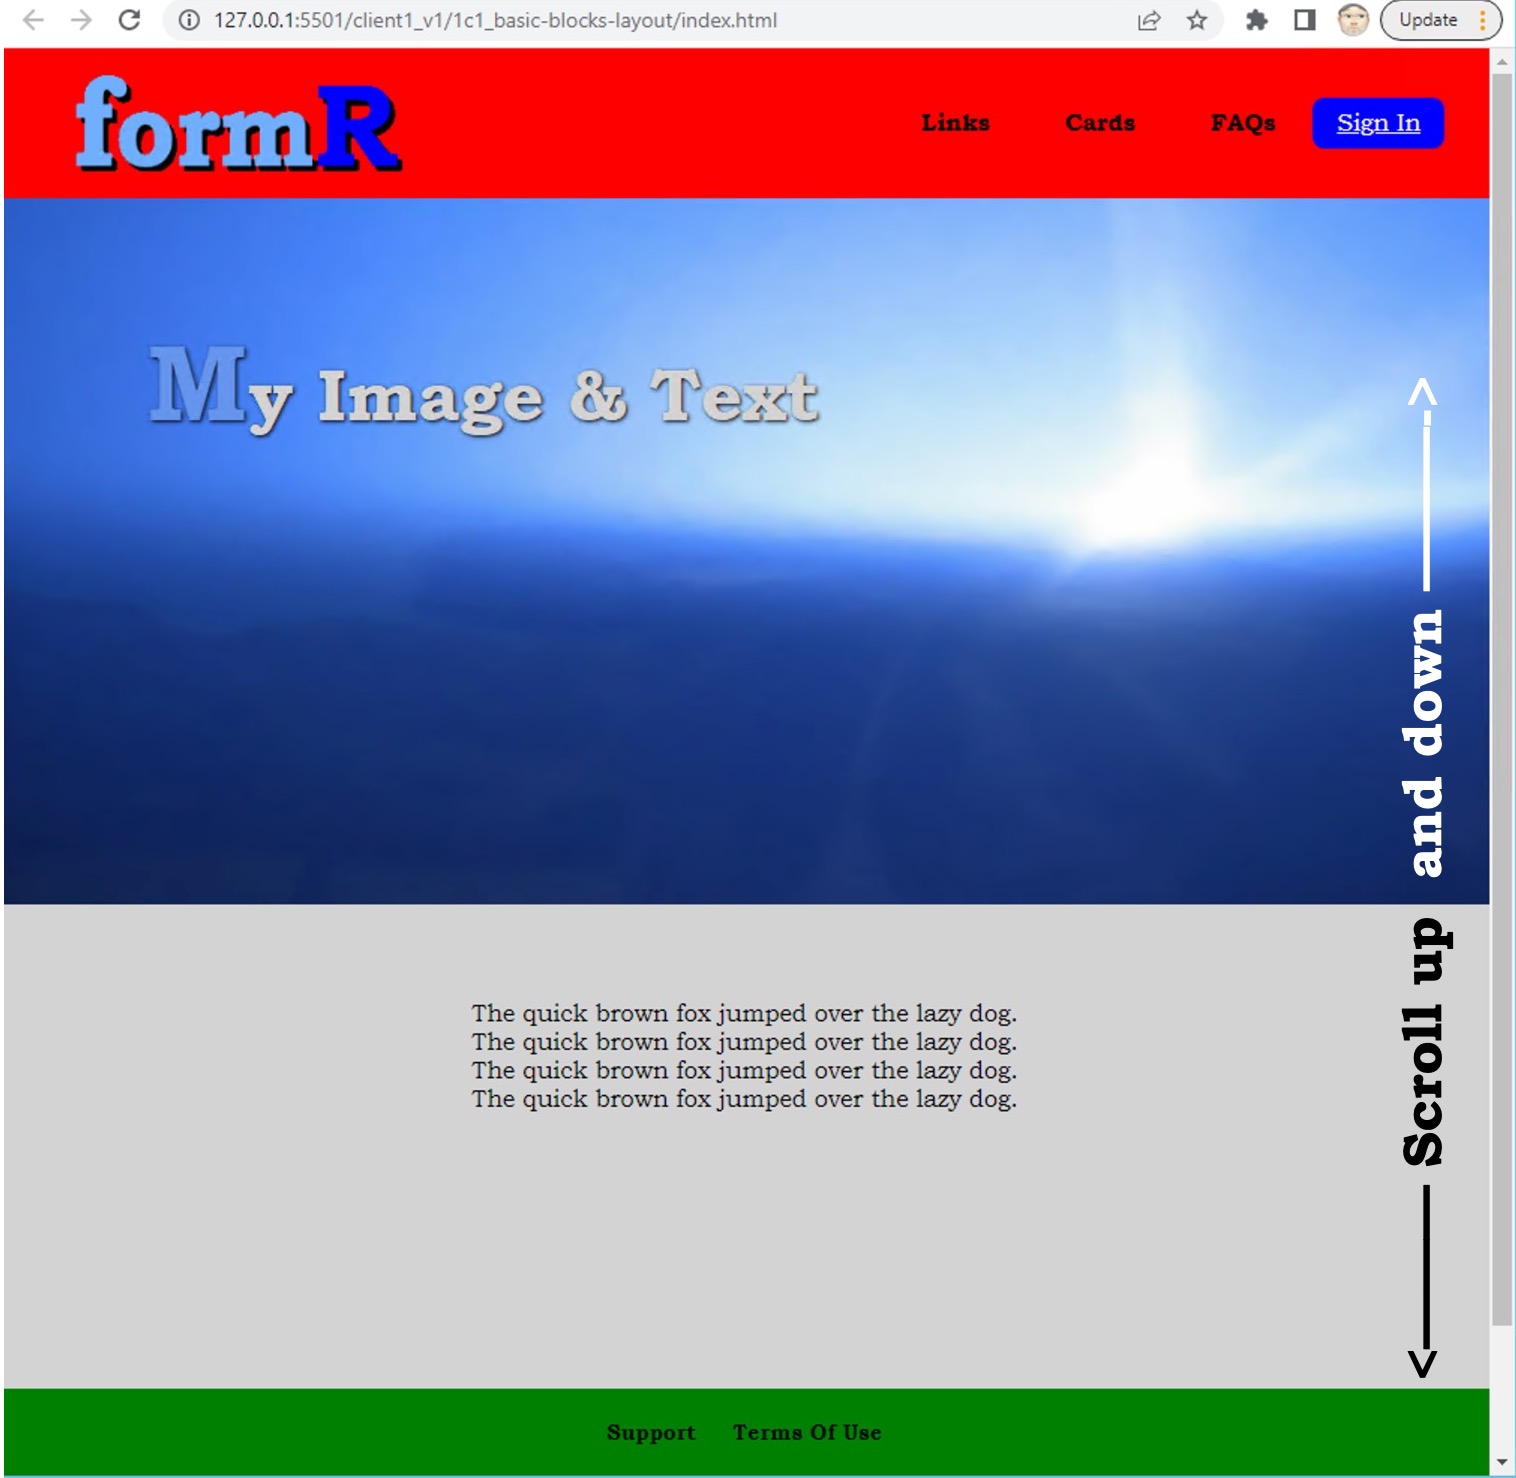 127.0.0.1:5501/client1_v1/1c1_basic-blocks-layout/index.html
Update
formR
Links Cards FAQs Sign In
My Image & Text
<——— Scroll up and down ———>
The quick brown fox jumped over the lazy dog.
The quick brown fox jumped over the lazy dog.
The quick brown fox jumped over the lazy dog.
The quick brown fox jumped over the lazy dog.
Support Terms Of Use